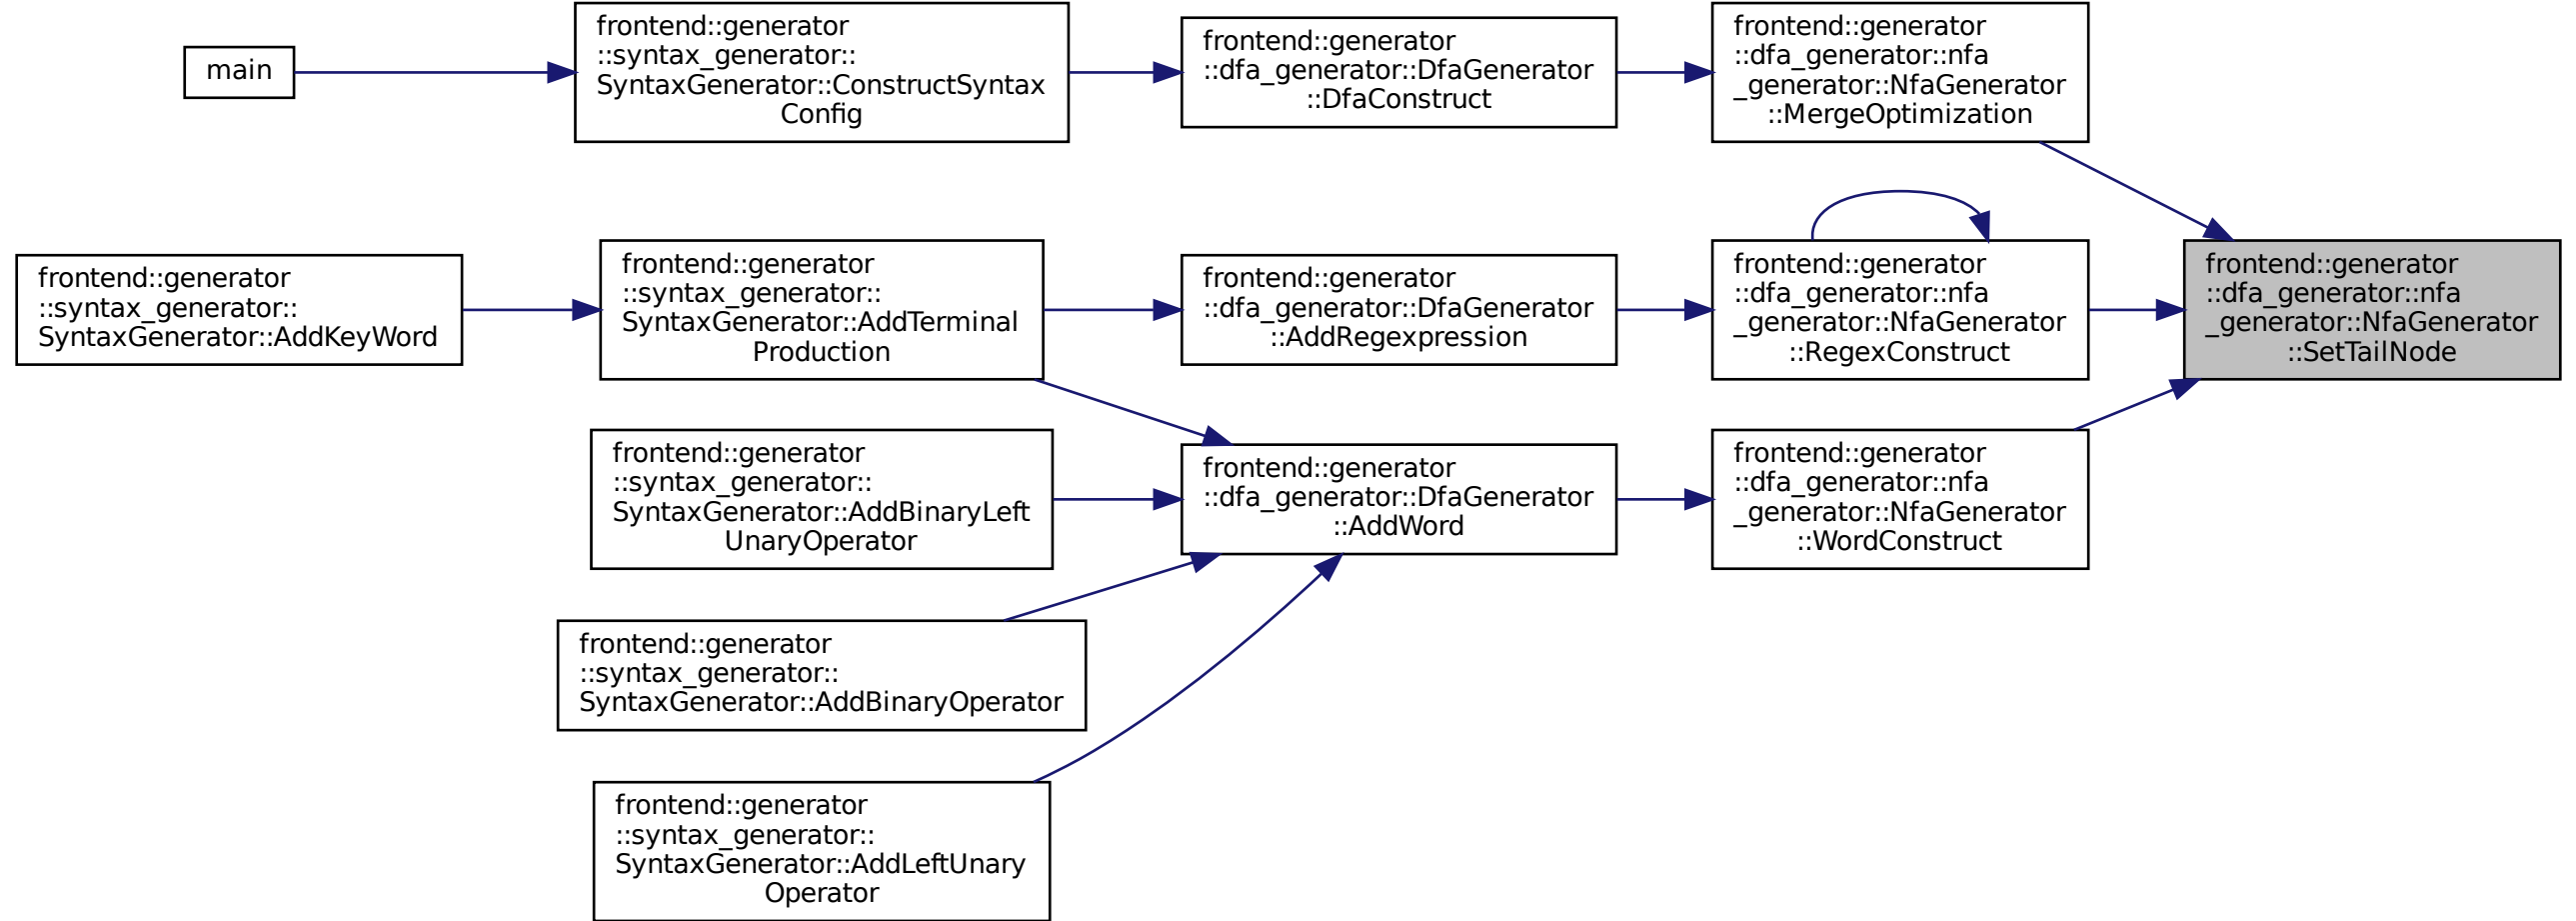 main
frontend::generator
::syntax_generator::
SyntaxGenerator::ConstructSyntax
Config
frontend::generator
::dfa_generator::DfaGenerator
::DfaConstruct
frontend::generator
::dfa_generator::nfa
_generator::NfaGenerator
::MergeOptimization
frontend::generator
::syntax_generator::
SyntaxGenerator::AddKeyWord
frontend::generator
::syntax_generator::
SyntaxGenerator::AddTerminal
Production
frontend::generator
::dfa_generator::DfaGenerator
::AddRegexpression
frontend::generator
::dfa_generator::nfa
_generator::NfaGenerator
::RegexConstruct
frontend::generator
::dfa_generator::nfa
_generator::NfaGenerator
::SetTailNode
frontend::generator
::syntax_generator::
SyntaxGenerator::AddBinaryLeft
UnaryOperator
frontend::generator
::dfa_generator::DfaGenerator
::AddWord
frontend::generator
::dfa_generator::nfa
_generator::NfaGenerator
::WordConstruct
frontend::generator
::syntax_generator::
SyntaxGenerator::AddBinaryOperator
frontend::generator
::syntax_generator::
SyntaxGenerator::AddLeftUnary
Operator